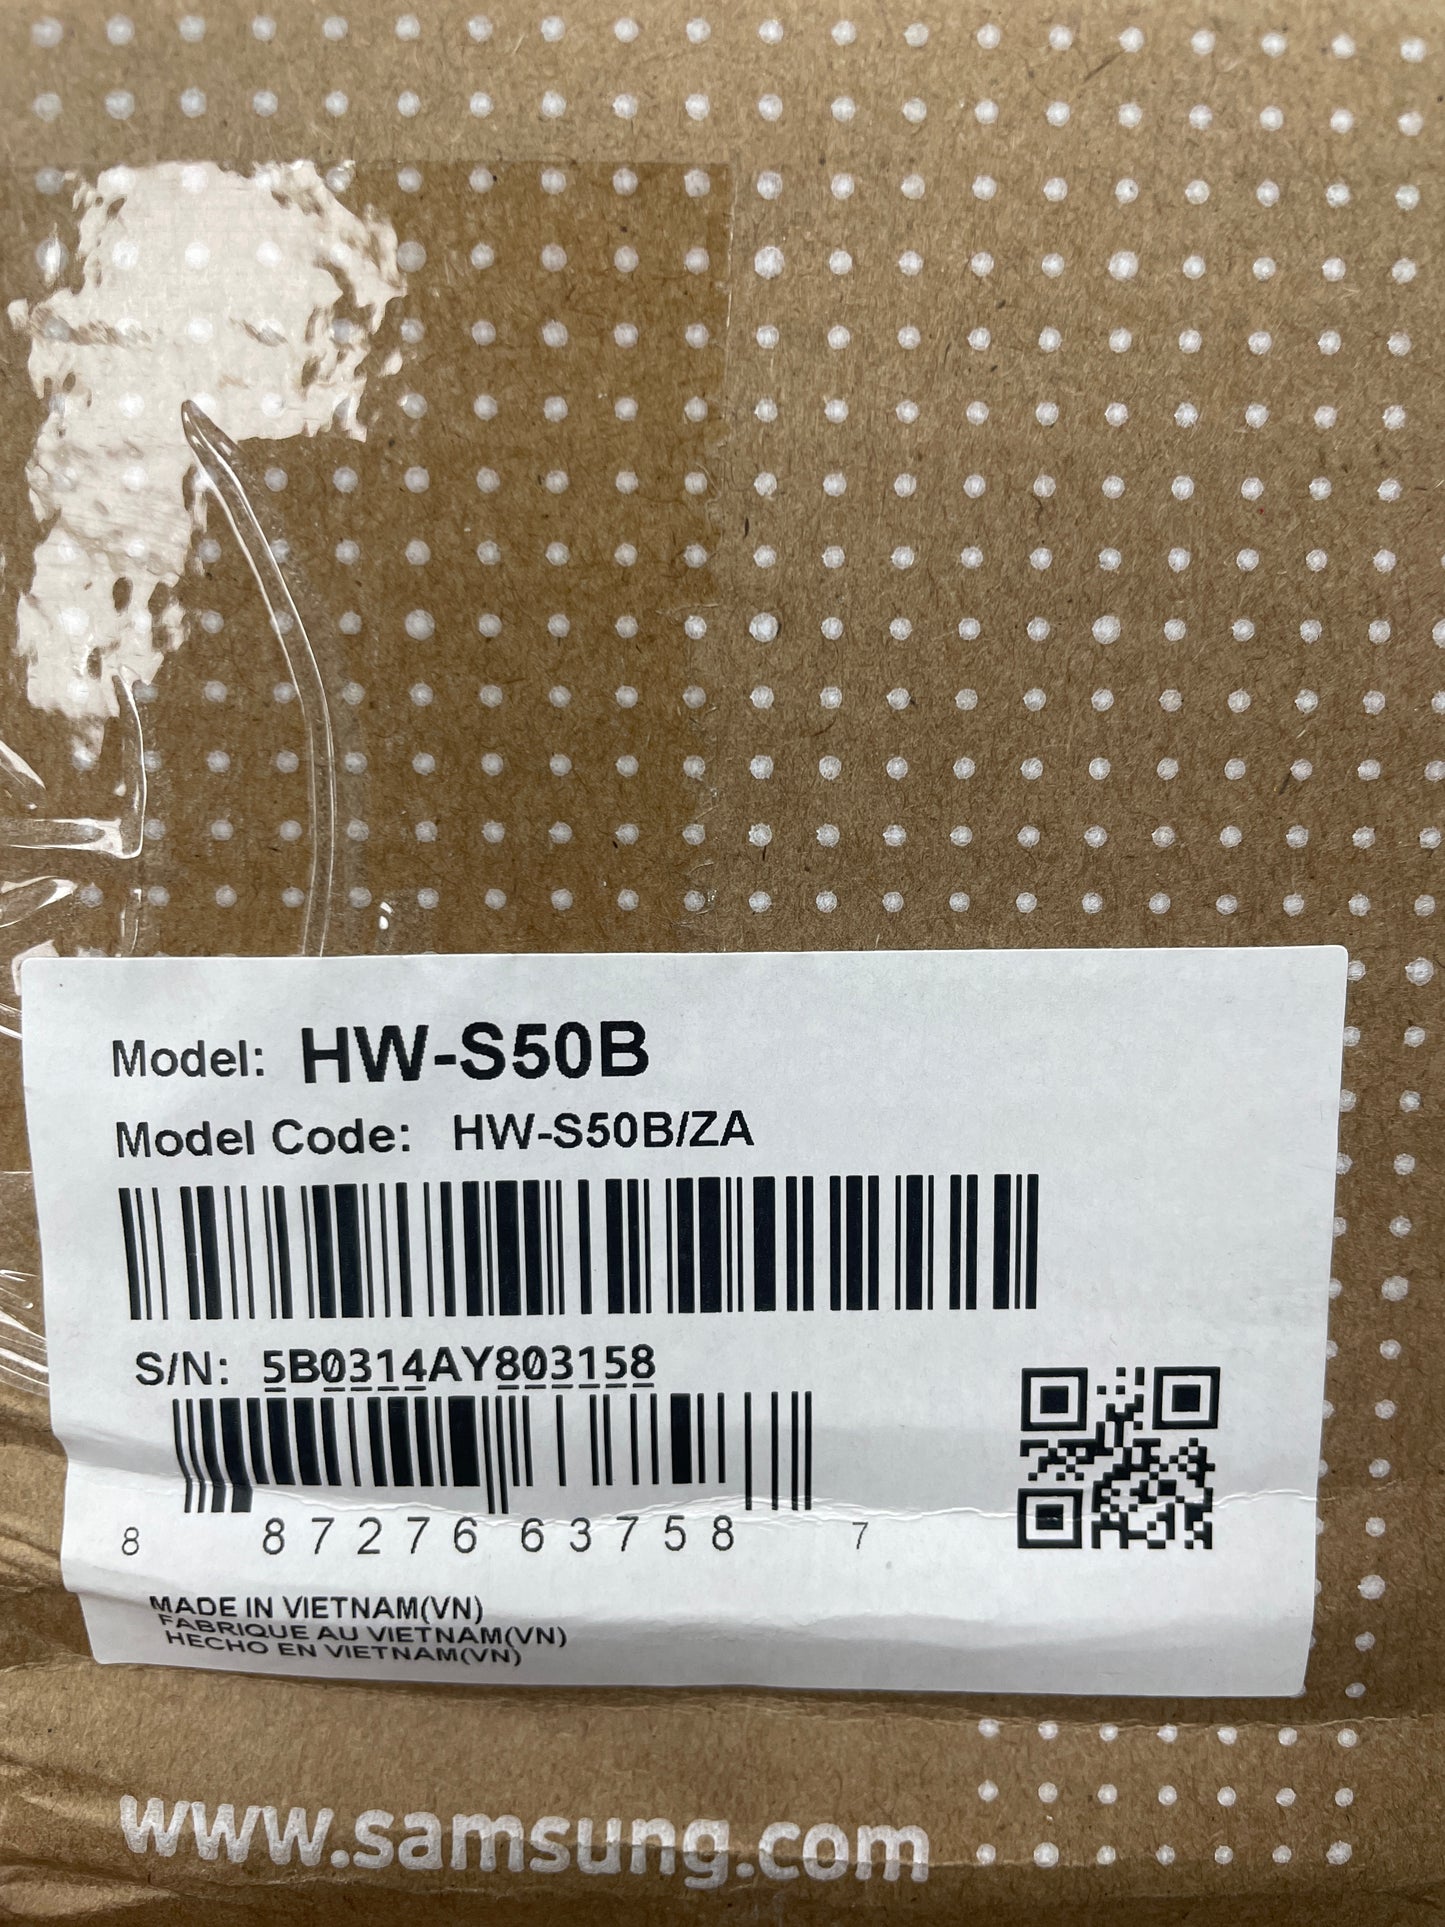 Model: HW-S50B
Model Code: HW-S50B/ZA
S/N: 5B0314AY803158
8 87276 63758 7
MADE IN VIETNAM(VN)
FABRIQUE AU VIETNAM(VN)
HECHO EN VIETNAM(VN)
www.samsung.com